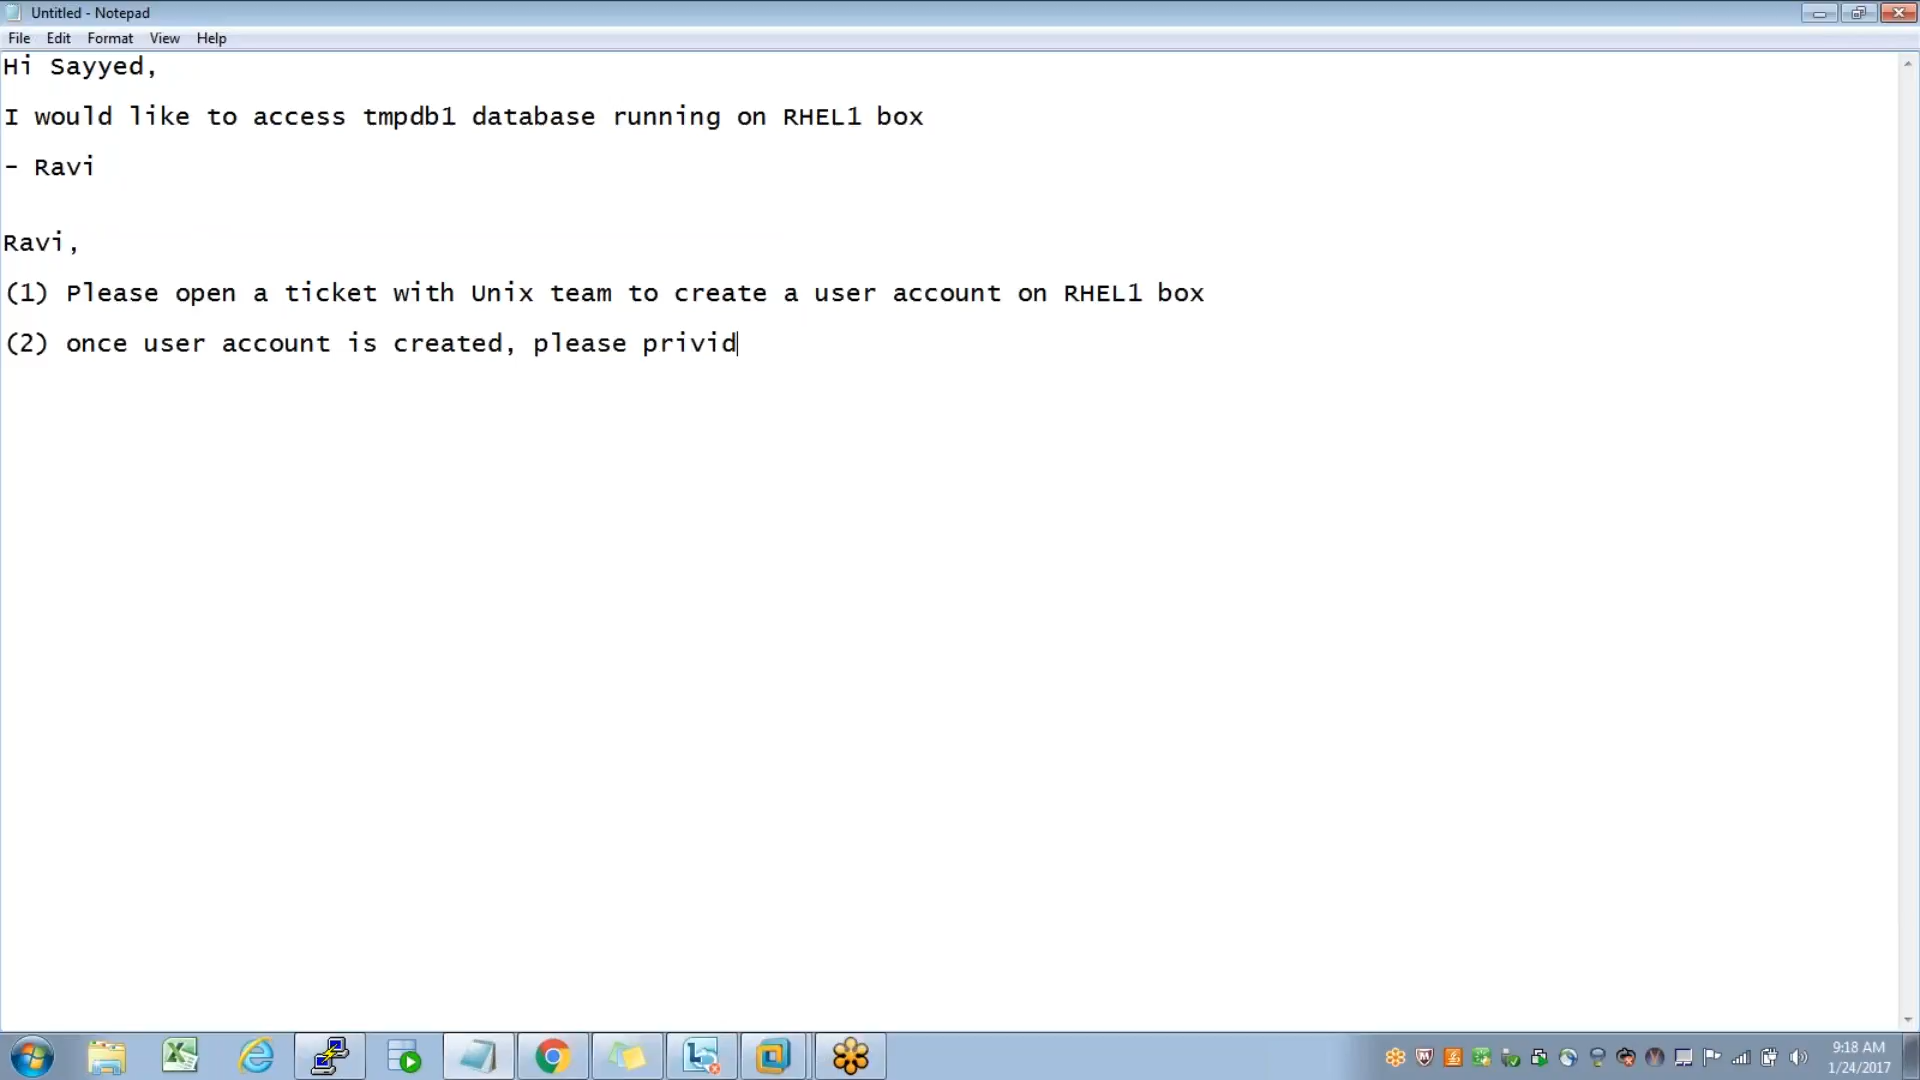 Untitled - Notepad
File Edit Format View Help
Hi Sayyed,
I would like to access tmpdb1 database running on RHEL1 box
- Ravi
Ravi,
(1) Please open a ticket with Unix team to create a user account on RHEL1 box
(2) once user account is created, please privid
9:18 AM
1/24/2017